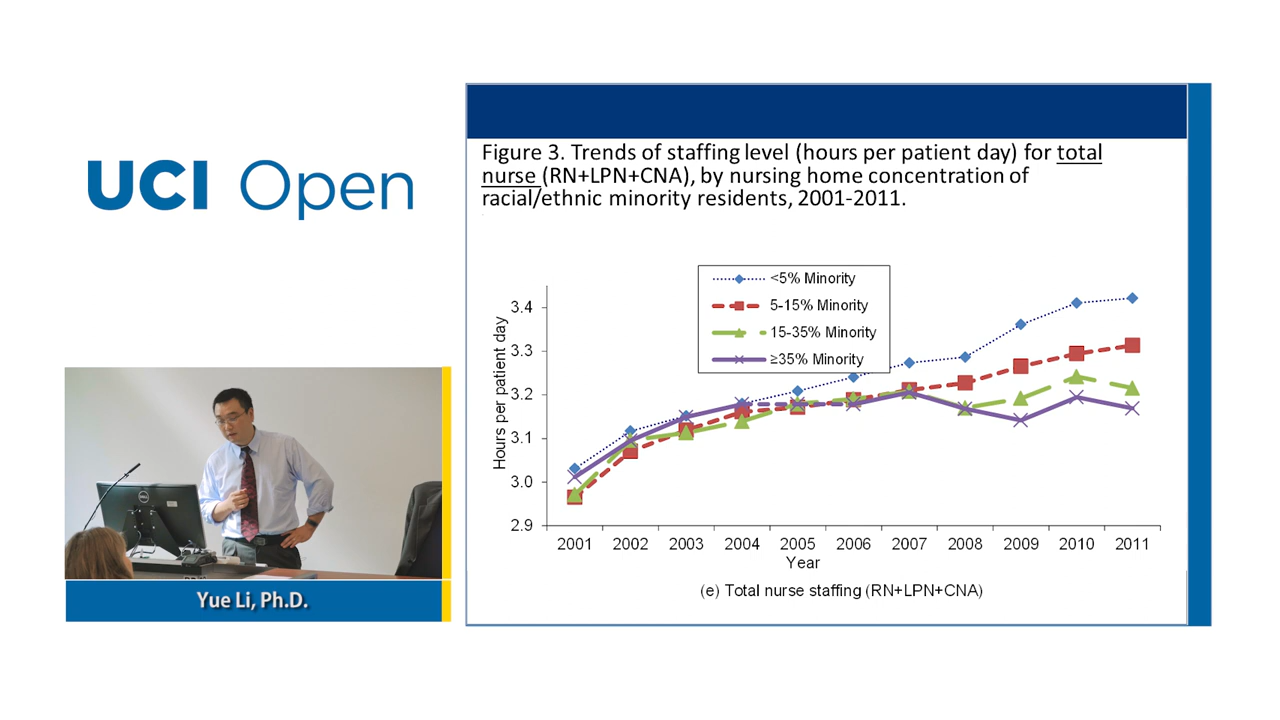 UCI Open
Figure 3. Trends of staffing level (hours per patient day) for total
nurse (RN+LPN+CNA), by nursing home concentration of
racial/ethnic minority residents, 2001-2011.
<5% Minority
5-15% Minority
15-35% Minority
≥35% Minority
Hours per patient day
3.4
3.3
3.2
3.1
3.0
2.9
2001 2002 2003 2004 2005 2006 2007 2008 2009 2010 2011
Year
(e) Total nurse staffing (RN+LPN+CNA)
DELL
Yue Li, Ph.D.